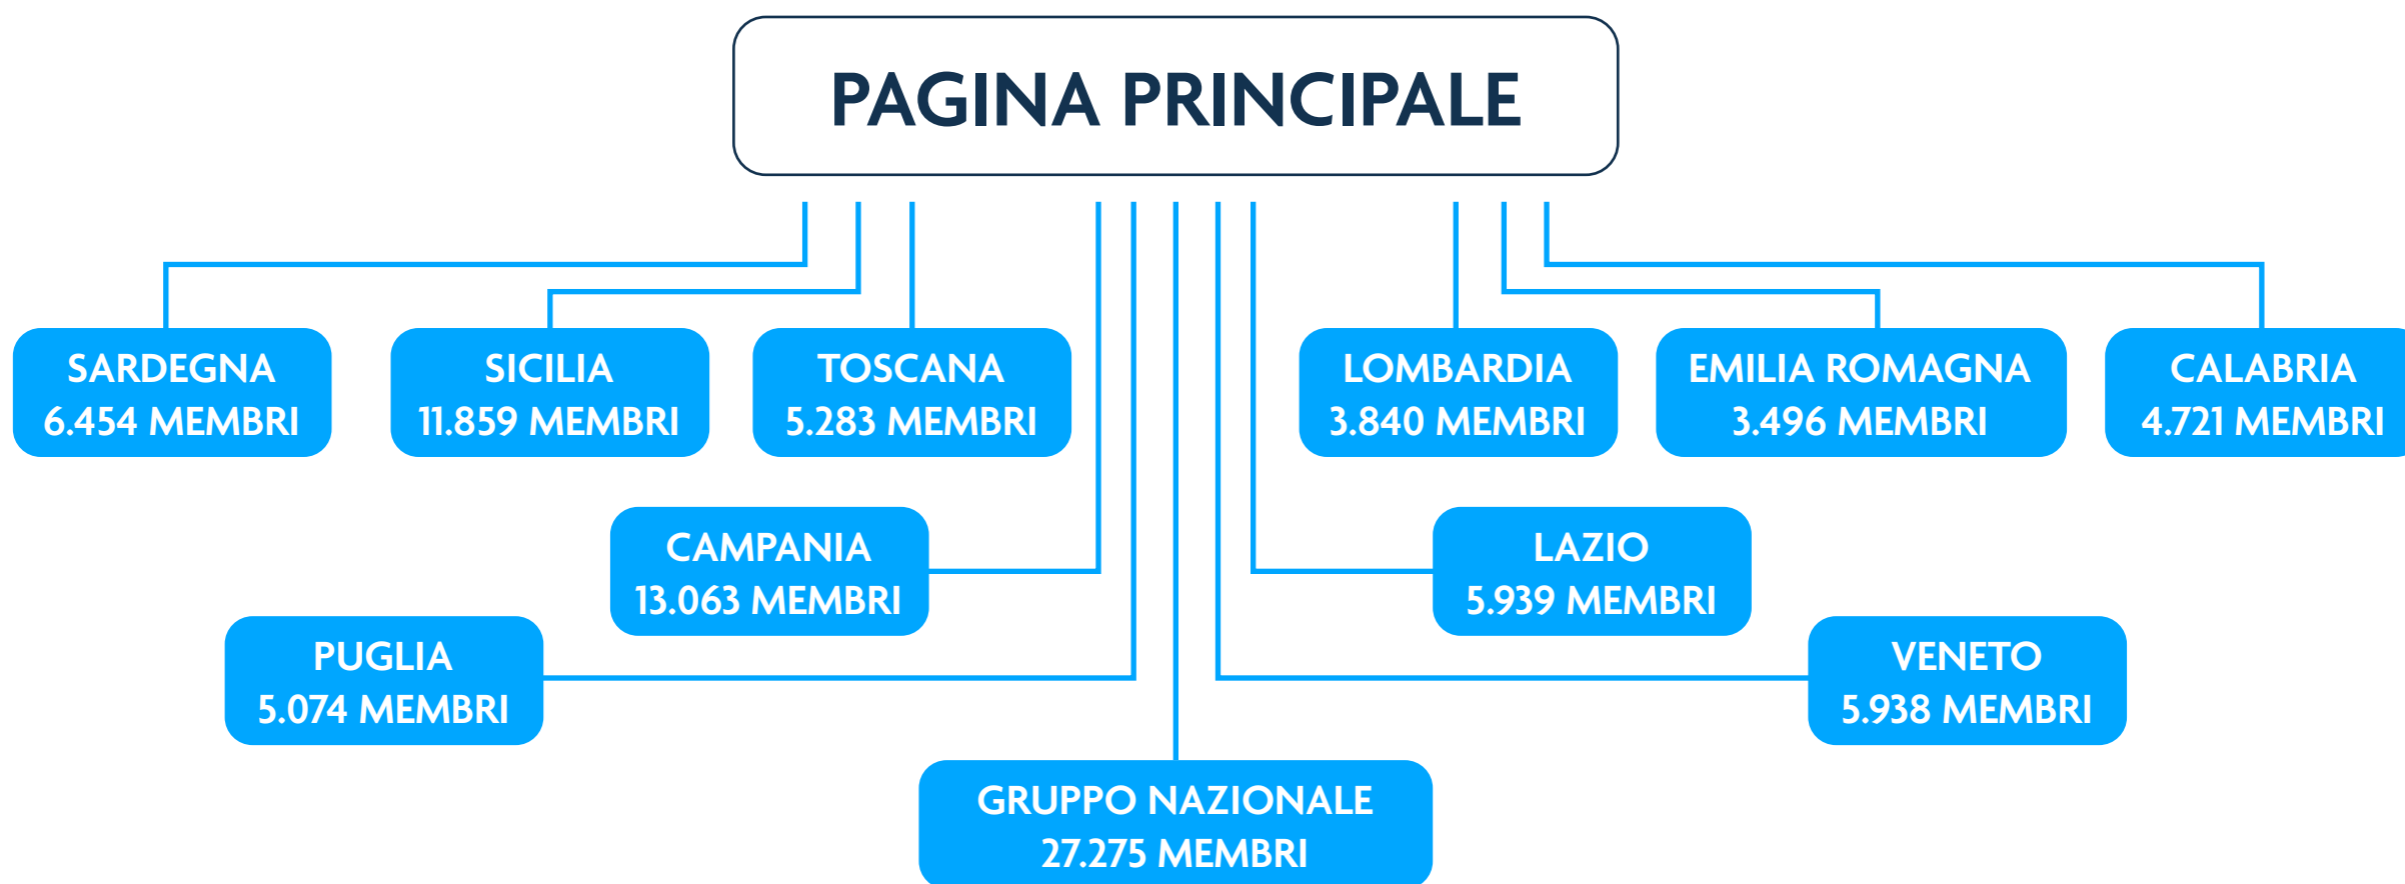 PAGINA PRINCIPALE
SARDEGNA
6.454 MEMBRI
SICILIA
11.859 MEMBRI
TOSCANA
5.283 MEMBRI
LOMBARDIA
3.840 MEMBRI
EMILIA ROMAGNA
3.496 MEMBRI
CALABRIA
4.721 MEMBRI
CAMPANIA
13.063 MEMBRI
LAZIO
5.939 MEMBRI
PUGLIA
5.074 MEMBRI
VENETO
5.938 MEMBRI
GRUPPO NAZIONALE
27.275 MEMBRI